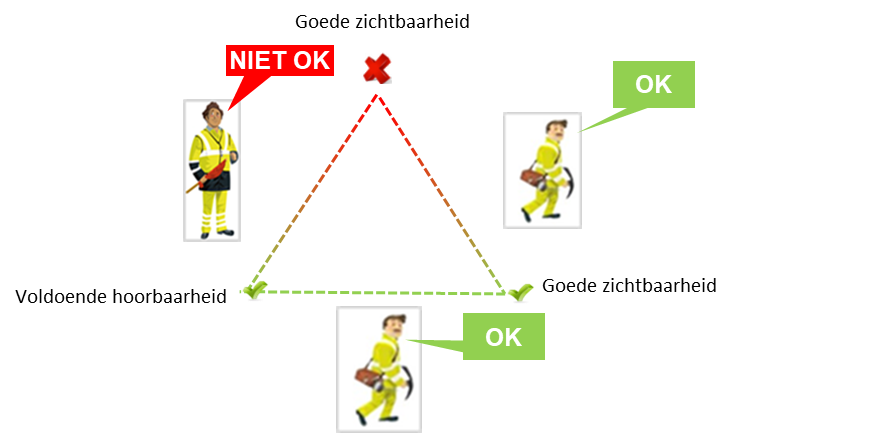 Goede zichtbaarheid
NIET OK
OK
Voldoende hoorbaarheid
Goede zichtbaarheid
OK